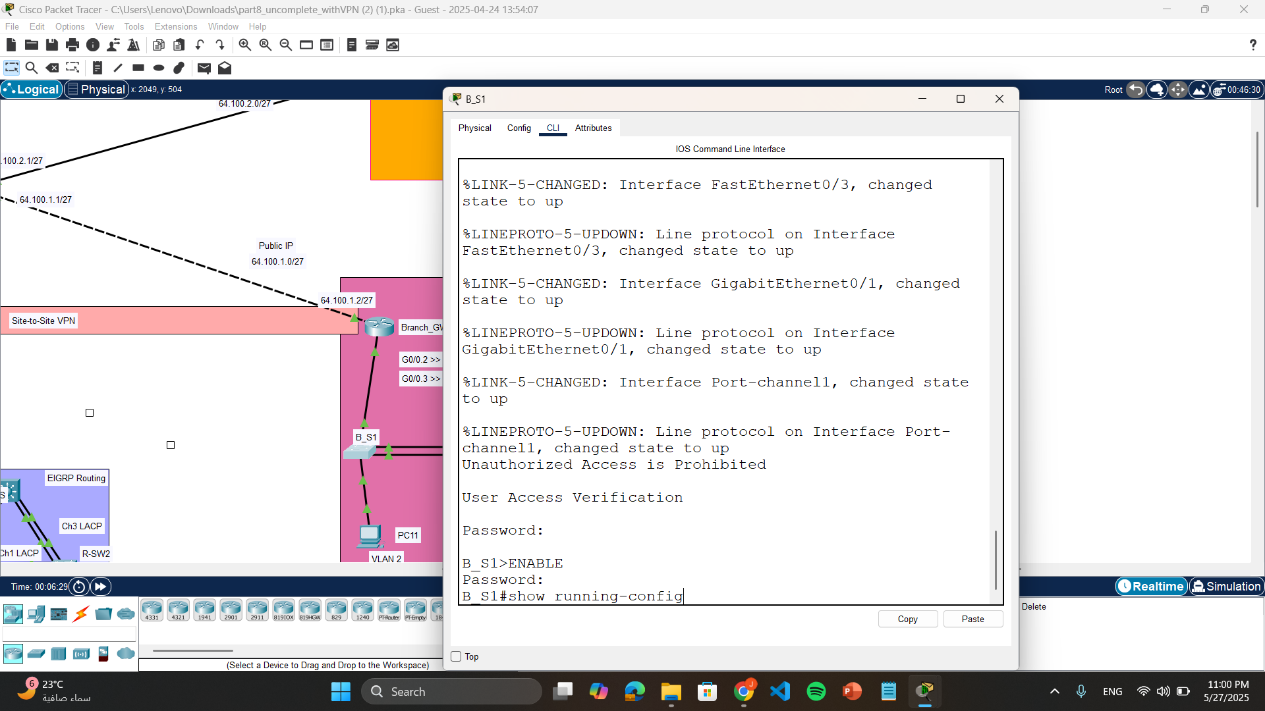 Cisco Packet Tracer - C:\Users\Lenovo\Downloads\part8_uncomplete_withVPN (2) (1).pka - Guest - 2025-04-24 13:54:07
File Edit Options View Tools Extensions Window Help
?
Logical Physical x: 2049, y: 504
Root 00:46:30
64.100.2.0/27
.100.2.1/27
64.100.1.1/27
Public IP
64.100.1.0/27
64.100.1.2/27
Site-to-Site VPN
G0/0.2 >>
G0/0.3 >>
B_S1
EIGRP Routing
Ch3 LACP
Ch1 LACP
R-SW2
PC11
VLAN 2
B_S1
Physical Config CLI Attributes
IOS Command Line Interface
%LINK-5-CHANGED: Interface FastEthernet0/3, changed
state to up
%LINEPROTO-5-UPDOWN: Line protocol on Interface
FastEthernet0/3, changed state to up
%LINK-5-CHANGED: Interface GigabitEthernet0/1, changed
state to up
%LINEPROTO-5-UPDOWN: Line protocol on Interface
GigabitEthernet0/1, changed state to up
%LINK-5-CHANGED: Interface Port-channel1, changed state
to up
%LINEPROTO-5-UPDOWN: Line protocol on Interface Port-
channel1, changed state to up
Unauthorized Access is Prohibited
User Access Verification
Password:
B_S1>ENABLE
Password:
B_S1#show running-config
Copy Paste
Top
Time: 00:06:29
Realtime Simulation
4331 4321 1941 2901 2911 819IOX 819HGW 829 1240 PT-Router PT-Empty
(Select a Device to Drag and Drop to the Workspace)
Delete
6
23°C
سماء صافية
Search
ENG
11:00 PM
5/27/2025